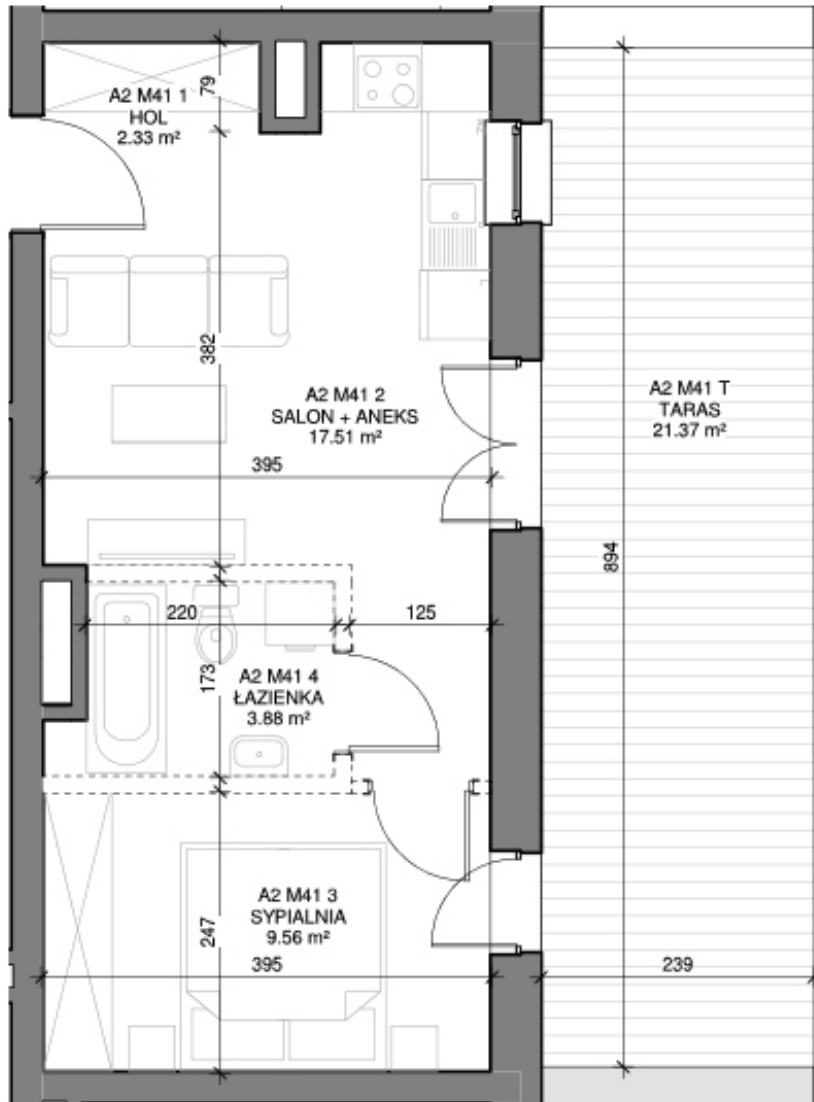 79
A2 M41 1
HOL
2.33 m²
382
A2 M41 2
SALON + ANEKS
17.51 m²
A2 M41 T
TARAS
21.37 m²
395
894
220
125
173
A2 M41 4
ŁAZIENKA
3.88 m²
247
A2 M41 3
SYPIALNIA
9.56 m²
395
239